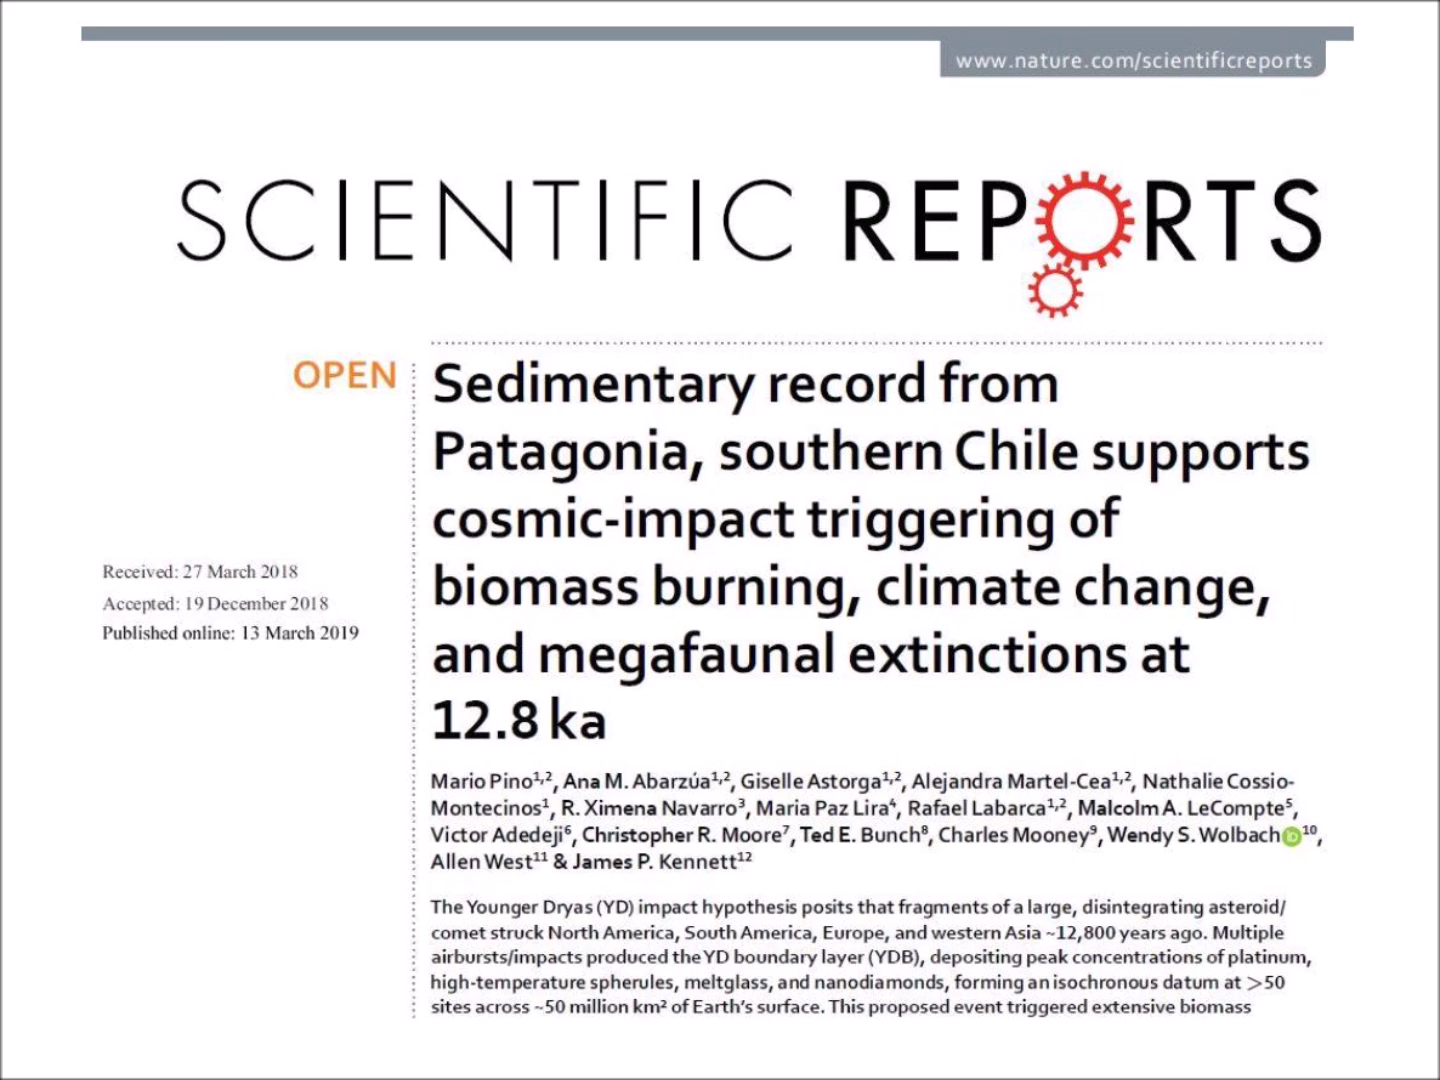 www.nature.com/scientificreports
SCIENTIFIC REPORTS
OPEN
Sedimentary record from
Patagonia, southern Chile supports
cosmic-impact triggering of
biomass burning, climate change,
and megafaunal extinctions at
12.8 ka
Received: 27 March 2018
Accepted: 19 December 2018
Published online: 13 March 2019
Mario Pino¹,², Ana M. Abarzúa¹,², Giselle Astorga¹,², Alejandra Martel-Cea¹,², Nathalie Cossio-
Montecinos¹, R. Ximena Navarro³, Maria Paz Lira⁴, Rafael Labarca¹,², Malcolm A. LeCompte⁵,
Victor Adedeji⁶, Christopher R. Moore⁷, Ted E. Bunch⁸, Charles Mooney⁹, Wendy S. Wolbach iD ¹⁰,
Allen West¹¹ & James P. Kennett¹²
The Younger Dryas (YD) impact hypothesis posits that fragments of a large, disintegrating asteroid/
comet struck North America, South America, Europe, and western Asia ~12,800 years ago. Multiple
airbursts/impacts produced the YD boundary layer (YDB), depositing peak concentrations of platinum,
high-temperature spherules, meltglass, and nanodiamonds, forming an isochronous datum at >50
sites across ~50 million km² of Earth's surface. This proposed event triggered extensive biomass